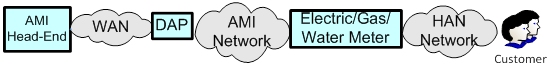 AMI
Head-End
WAN
DAP
AMI
Network
Electric/Gas/
Water Meter
HAN
Network
Customer